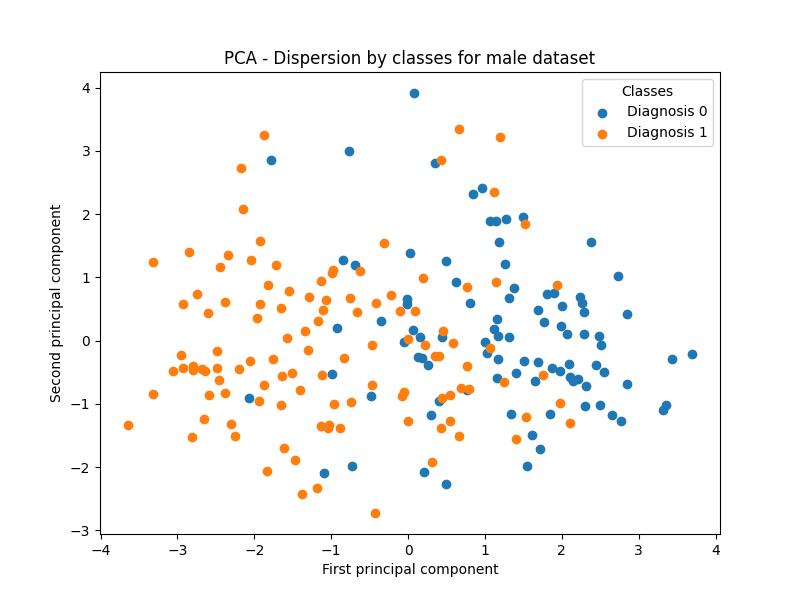 PCA - Dispersion by classes for male dataset
Classes
Diagnosis 0
Diagnosis 1
Second principal component
4
3
2
1
0
−1
−2
−3
−4
−3
−2
−1
0
1
2
3
4
First principal component